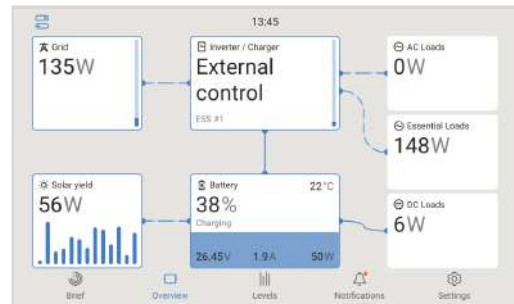 13:45
Grid
135W
Inverter / Charger
External
control
ESS #1
AC Loads
0W
Essential Loads
148W
Solar yield
56W
Battery
22°C
38%
Charging
26.45V 1.9A 50W
DC Loads
6W
Brief Overview Levels Notifications Settings